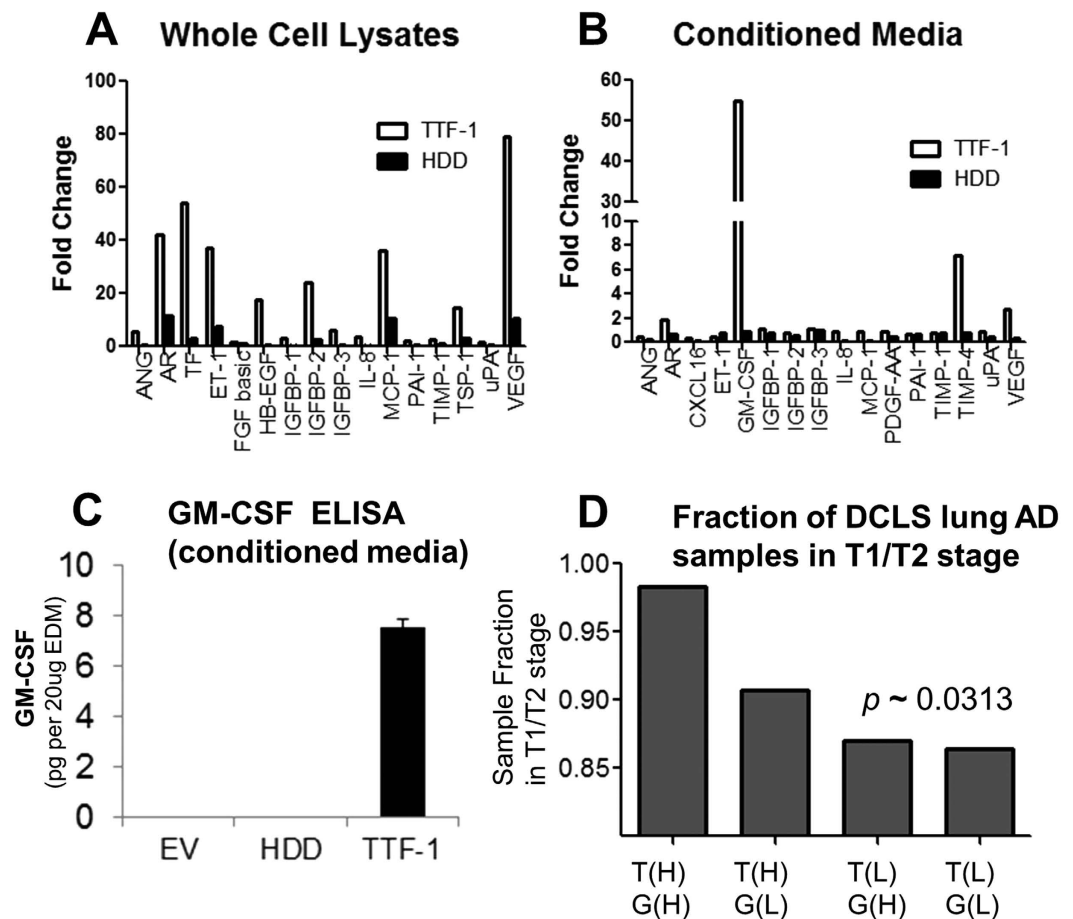 A Whole Cell Lysates
Fold Change
100
80
60
40
20
0
TTF-1
HDD
ANG
AR
TF
ET-1
FGF basic
HB-EGF
IGFBP-1
IGFBP-2
IGFBP-3
IL-8
MCP-1
PAI-1
TIMP-1
TSP-1
uPA
VEGF
B Conditioned Media
Fold Change
60
50
40
30
10
8
6
4
2
0
TTF-1
HDD
ANG
AR
CXCL16
ET-1
GM-CSF
IGFBP-1
IGFBP-2
IGFBP-3
IL-8
MCP-1
PDGF-AA
PAI-1
TIMP-1
TIMP-4
uPA
VEGF
C GM-CSF ELISA
(conditioned media)
GM-CSF
(pg per 20ug EDM)
10
8
6
4
2
0
EV HDD TTF-1
D Fraction of DCLS lung AD
samples in T1/T2 stage
Sample Fraction
in T1/T2 stage
1.00
0.95
0.90
0.85
p ~ 0.0313
T(H) T(H) T(L) T(L)
G(H) G(L) G(H) G(L)